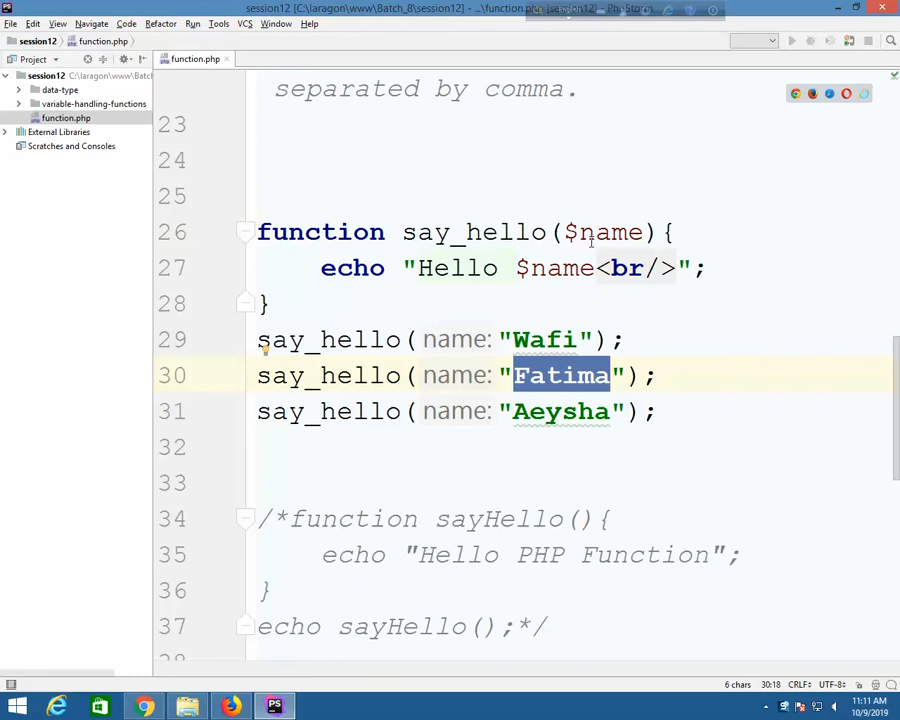 session12 [C:\laragon\www\Batch_8\session12] - ...\function.php [session12] - PhpStorm
File Edit View Navigate Code Refactor Run Tools VCS Window Help
session12 function.php
Project
function.php
session12 C:\laragon\www\Batch
data-type
variable-handling-functions
function.php
External Libraries
Scratches and Consoles
separated by comma.
23
24
25
26 function say_hello($name){
27 echo "Hello $name<br/>";
28 }
29 say_hello( name: "Wafi");
30 say_hello( name: "Fatima");
31 say_hello( name: "Aeysha");
32
33
34 /*function sayHello(){
35 echo "Hello PHP Function";
36 }
37 echo sayHello();*/
6 chars 30:18 CRLF UTF-8
PS
11:11 AM
10/9/2019